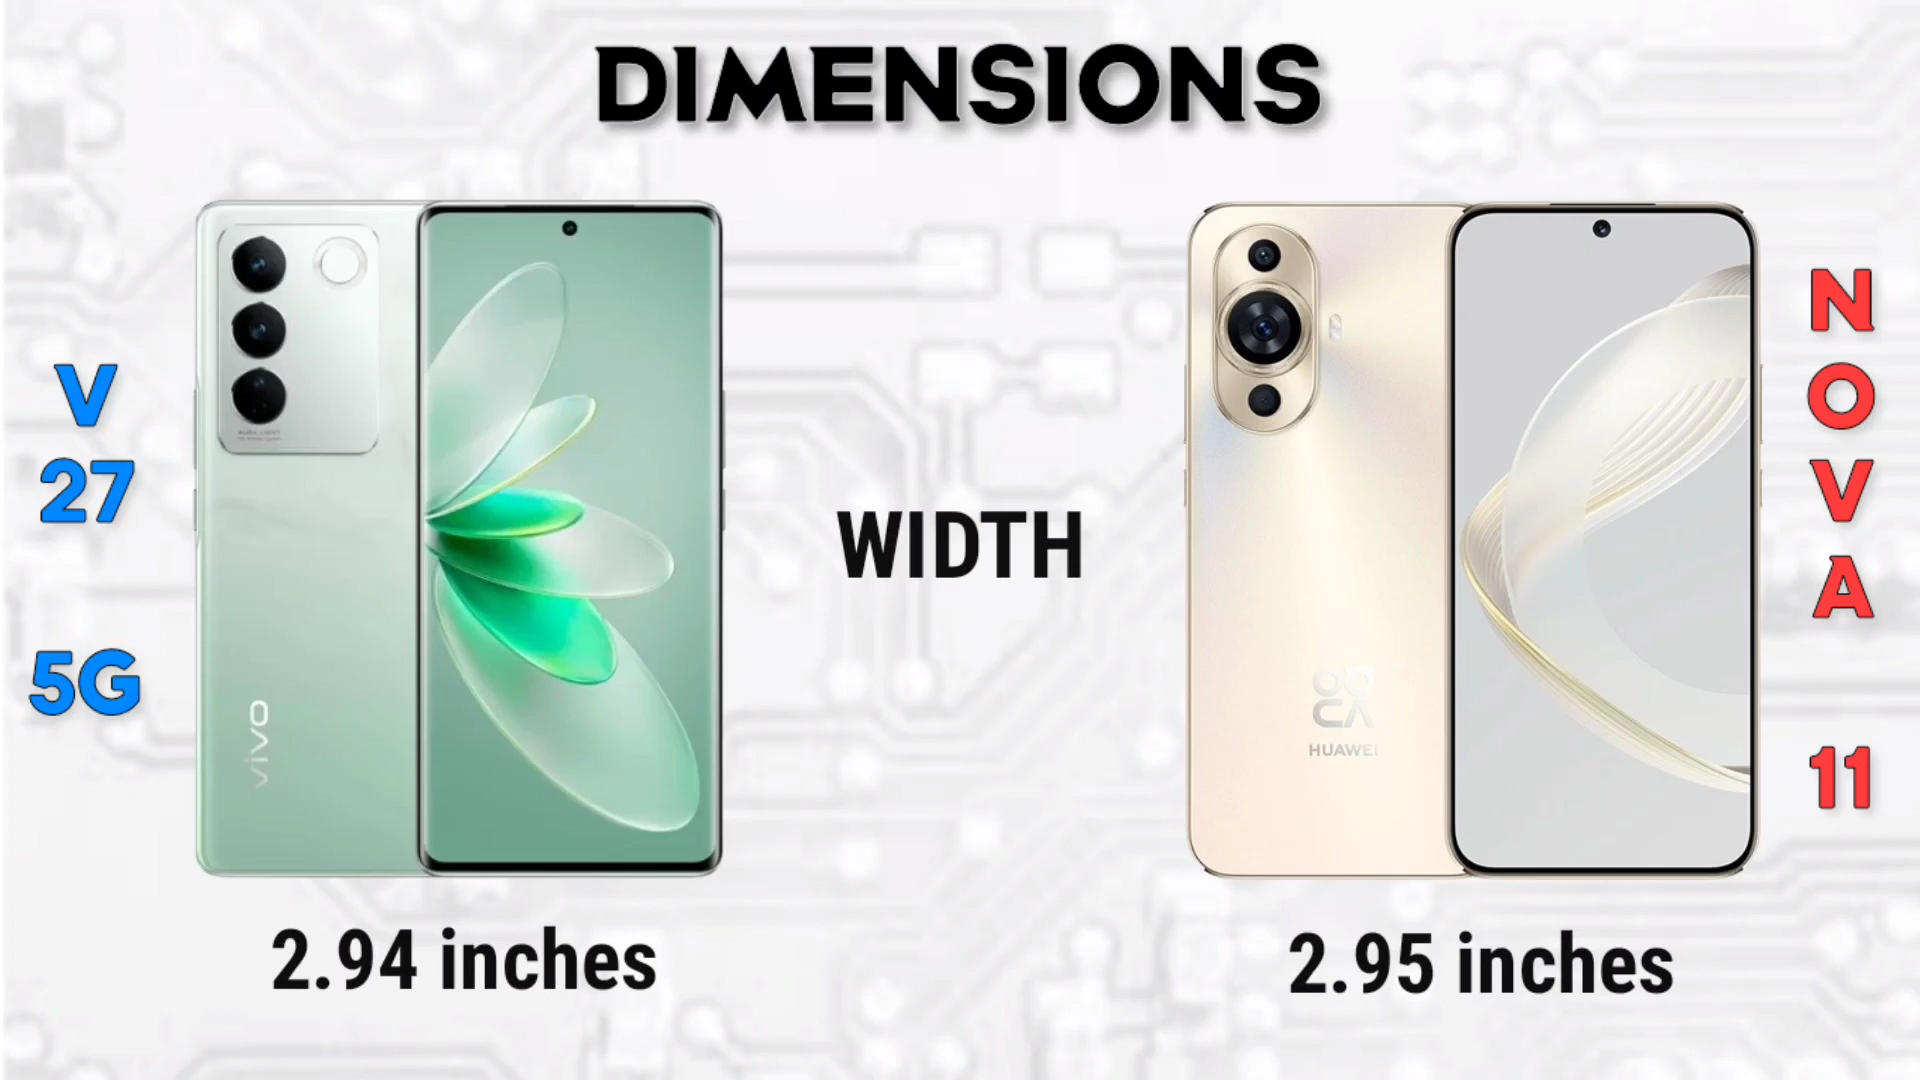 DIMENSIONS
V
27
5G
vivo
WIDTH
HUAWEI
N
O
V
A
11
2.94 inches
2.95 inches